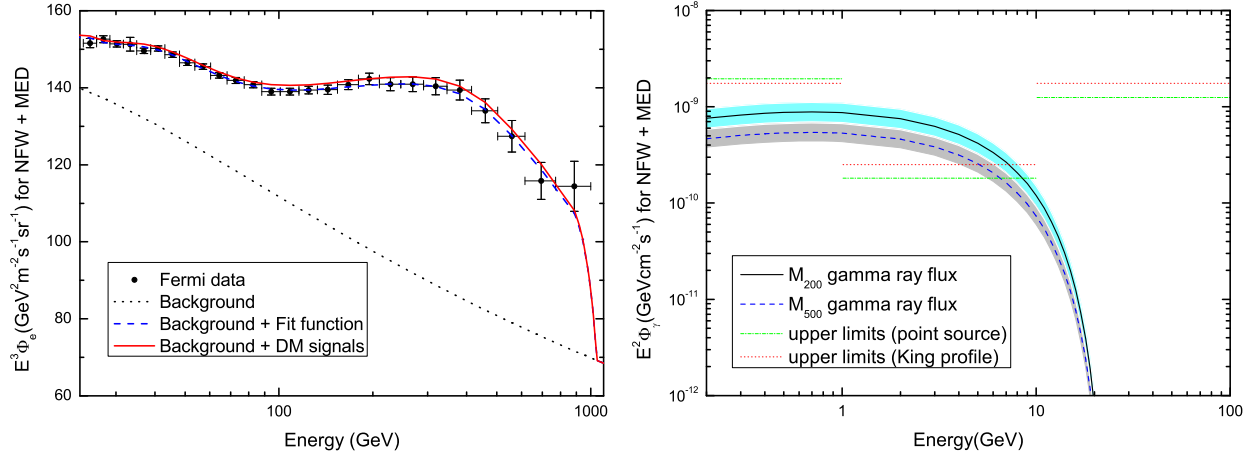 E³Φₑ(GeV²m⁻²s⁻¹sr⁻¹) for NFW + MED
160
140
120
100
80
60
Fermi data
Background
Background + Fit function
Background + DM signals
100
1000
Energy (GeV)
E²Φᵧ(GeVcm⁻²s⁻¹) for NFW + MED
10⁻⁸
10⁻⁹
10⁻¹⁰
10⁻¹¹
10⁻¹²
M₂₀₀ gamma ray flux
M₅₀₀ gamma ray flux
upper limits (point source)
upper limits (King profile)
1
10
100
Energy(GeV)